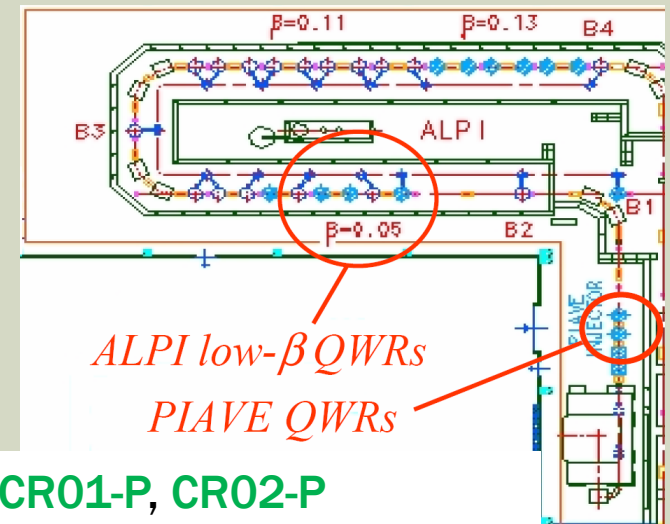 β=0.11 β=0.13 B4
B3 ALPI
β=0.05 B2 B1
PIAVE
INJECTOR
ALPI low-β QWRs
PIAVE QWRs
CR01-P, CR02-P